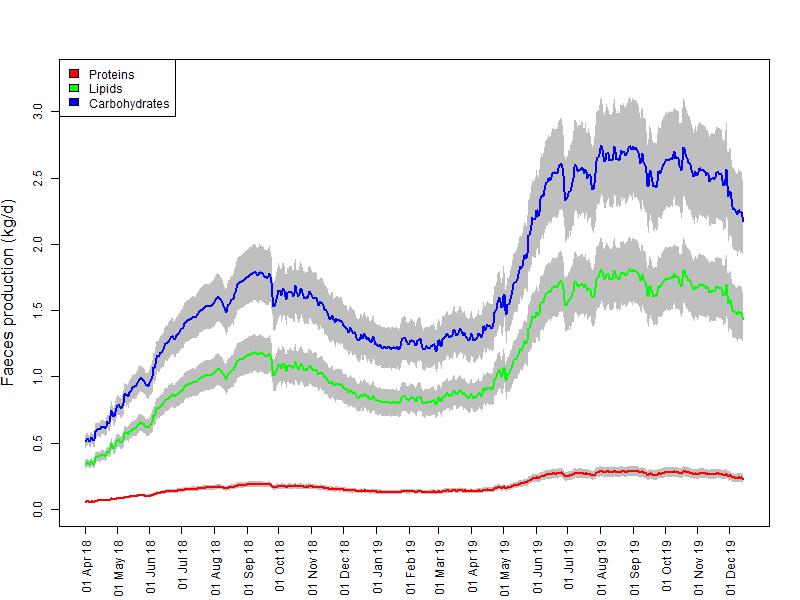 Proteins
Lipids
Carbohydrates
Faeces production (kg/d)
3.0
2.5
2.0
1.5
1.0
0.5
0.0
01 Apr 18
01 May 18
01 Jun 18
01 Jul 18
01 Aug 18
01 Sep 18
01 Oct 18
01 Nov 18
01 Dec 18
01 Jan 19
01 Feb 19
01 Mar 19
01 Apr 19
01 May 19
01 Jun 19
01 Jul 19
01 Aug 19
01 Sep 19
01 Oct 19
01 Nov 19
01 Dec 19